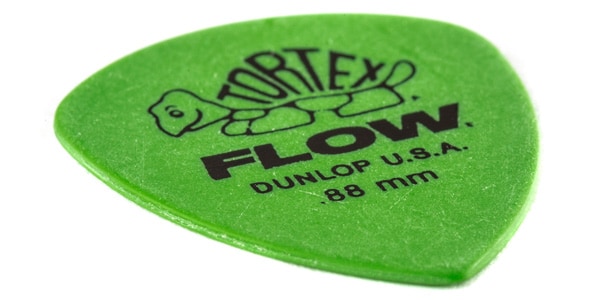 TORTEX
FLOW.
DUNLOP U.S.A.
.88 mm